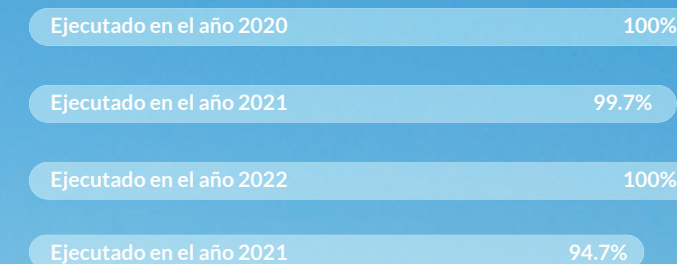 Ejecutado en el año 2020 100%
Ejecutado en el año 2021 99.7%
Ejecutado en el año 2022 100%
Ejecutado en el año 2021 94.7%